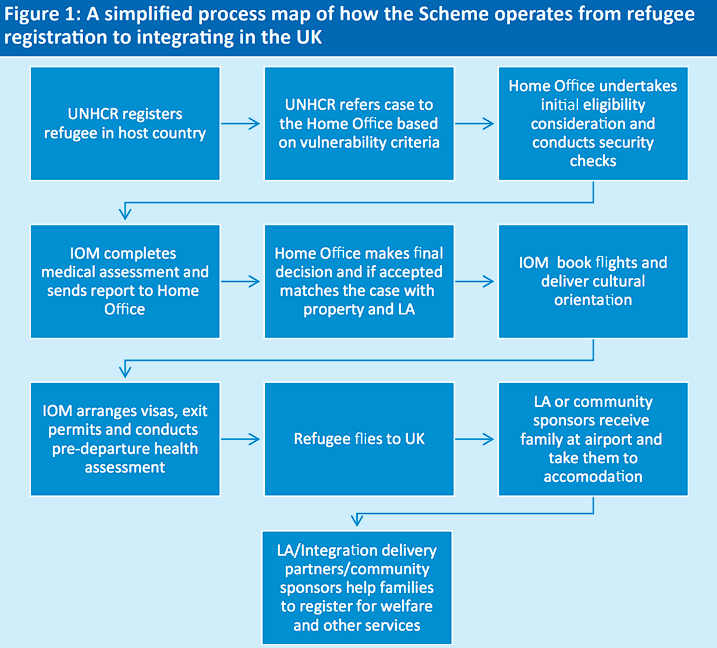 Figure 1: A simplified process map of how the Scheme operates from refugee
registration to integrating in the UK
UNHCR registers
refugee in host country
UNHCR refers case to
the Home Office based
on vulnerability criteria
Home Office undertakes
initial eligibility
consideration and
conducts security
checks
IOM completes
medical assessment and
sends report to Home
Office
Home Office makes final
decision and if accepted
matches the case with
property and LA
IOM book flights and
deliver cultural
orientation
IOM arranges visas, exit
permits and conducts
pre-departure health
assessment
Refugee flies to UK
LA or community
sponsors receive
family at airport and
take them to
accomodation
LA/Integration delivery
partners/community
sponsors help families
to register for welfare
and other services